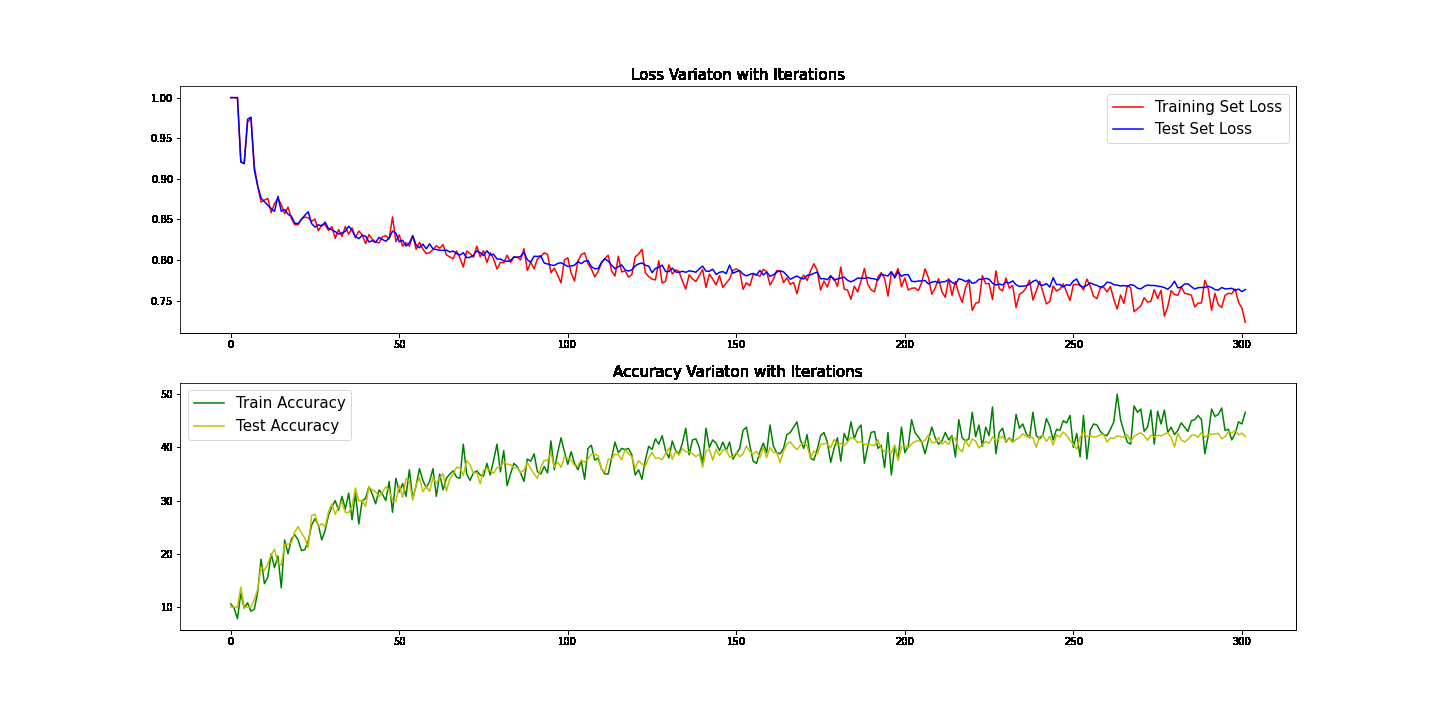 Loss Variaton with Iterations
1.00
0.95
0.90
0.85
0.80
0.75
Training Set Loss
Test Set Loss
0 50 100 150 200 250 300
Accuracy Variaton with Iterations
50
40
30
20
10
Train Accuracy
Test Accuracy
0 50 100 150 200 250 300